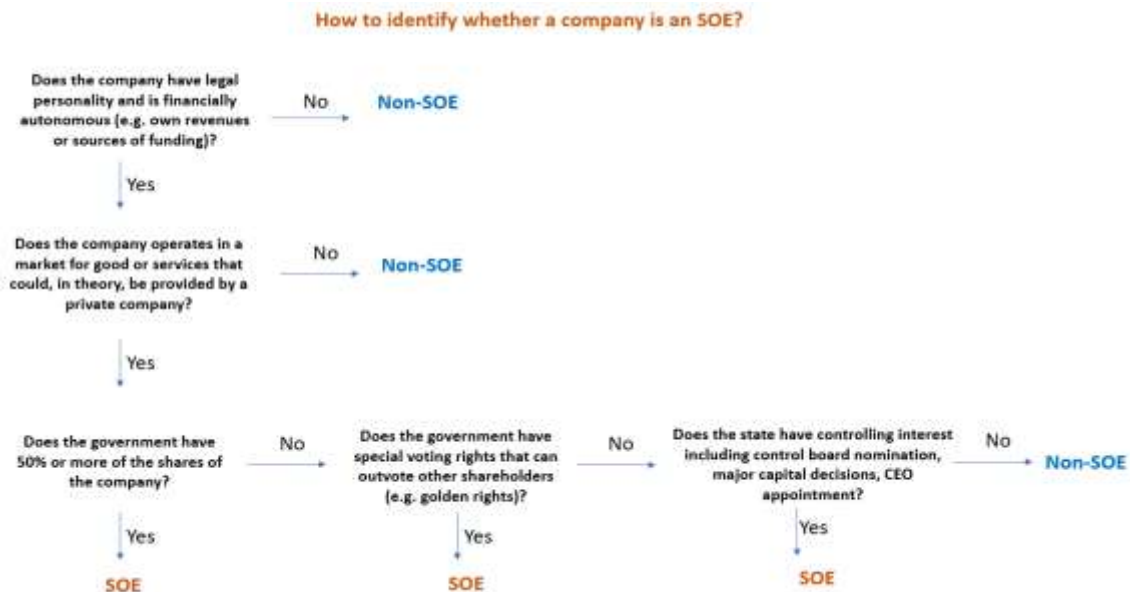 How to identify whether a company is an SOE?
Does the company have legal
personality and is financially
autonomous (e.g. own revenues
or sources of funding)?
No
Non-SOE
Yes
Does the company operates in a
market for good or services that
could, in theory, be provided by a
private company?
No
Non-SOE
Yes
Does the government have
50% or more of the shares of
the company?
No
Does the government have
special voting rights that can
outvote other shareholders
(e.g. golden rights)?
No
Does the state have controlling interest
including control board nomination,
major capital decisions, CEO
appointment?
No
Non-SOE
Yes
SOE
Yes
SOE
Yes
SOE